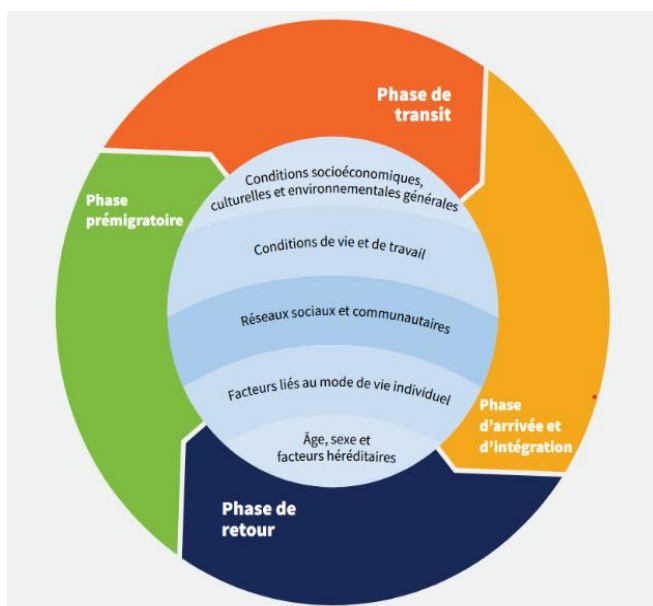 Phase de
transit
Phase
prémigratoire
Conditions socioéconomiques,
culturelles et environnementales générales
Conditions de vie et de travail
Réseaux sociaux et communautaires
Facteurs liés au mode de vie individuel
Âge, sexe et
facteurs héréditaires
Phase
d'arrivée et
d'intégration
Phase de
retour